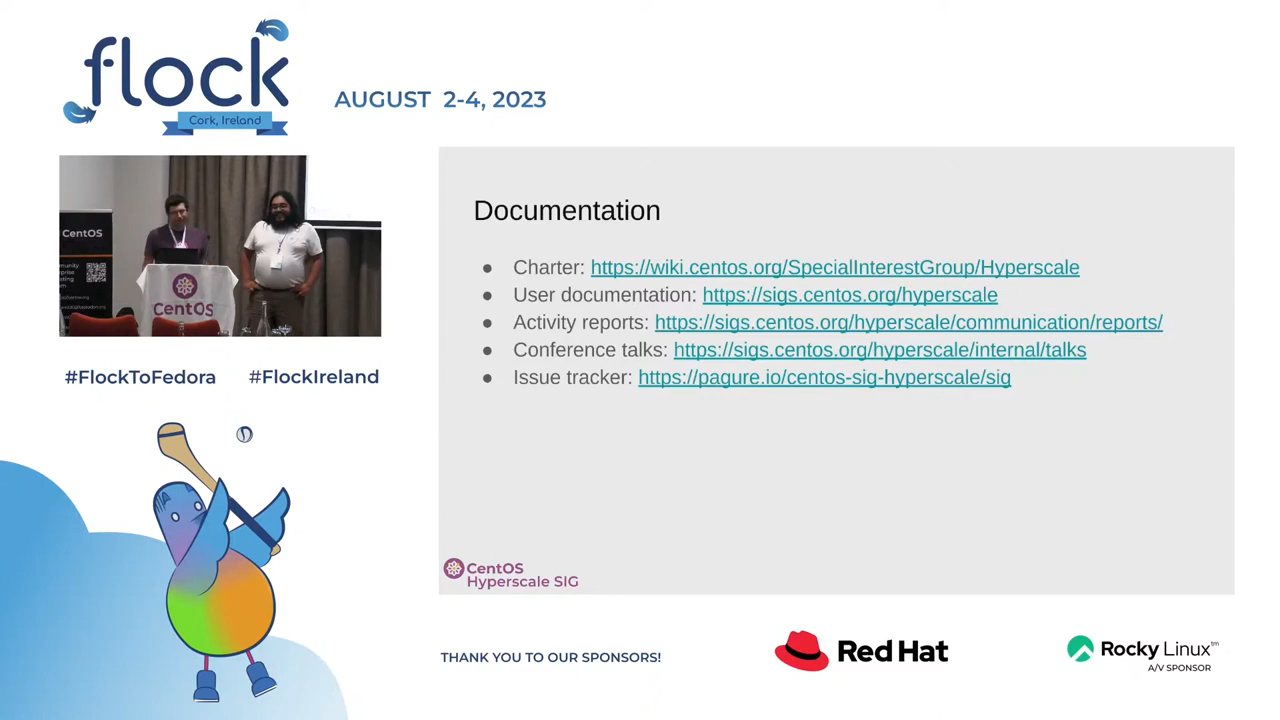 flock
Cork, Ireland
AUGUST 2-4, 2023
CentOS
CentOS
#FlockToFedora #FlockIreland
Documentation
● Charter: https://wiki.centos.org/SpecialInterestGroup/Hyperscale
● User documentation: https://sigs.centos.org/hyperscale
● Activity reports: https://sigs.centos.org/hyperscale/communication/reports/
● Conference talks: https://sigs.centos.org/hyperscale/internal/talks
● Issue tracker: https://pagure.io/centos-sig-hyperscale/sig
CentOS
Hyperscale SIG
THANK YOU TO OUR SPONSORS!
Red Hat
Rocky Linux™
A/V SPONSOR